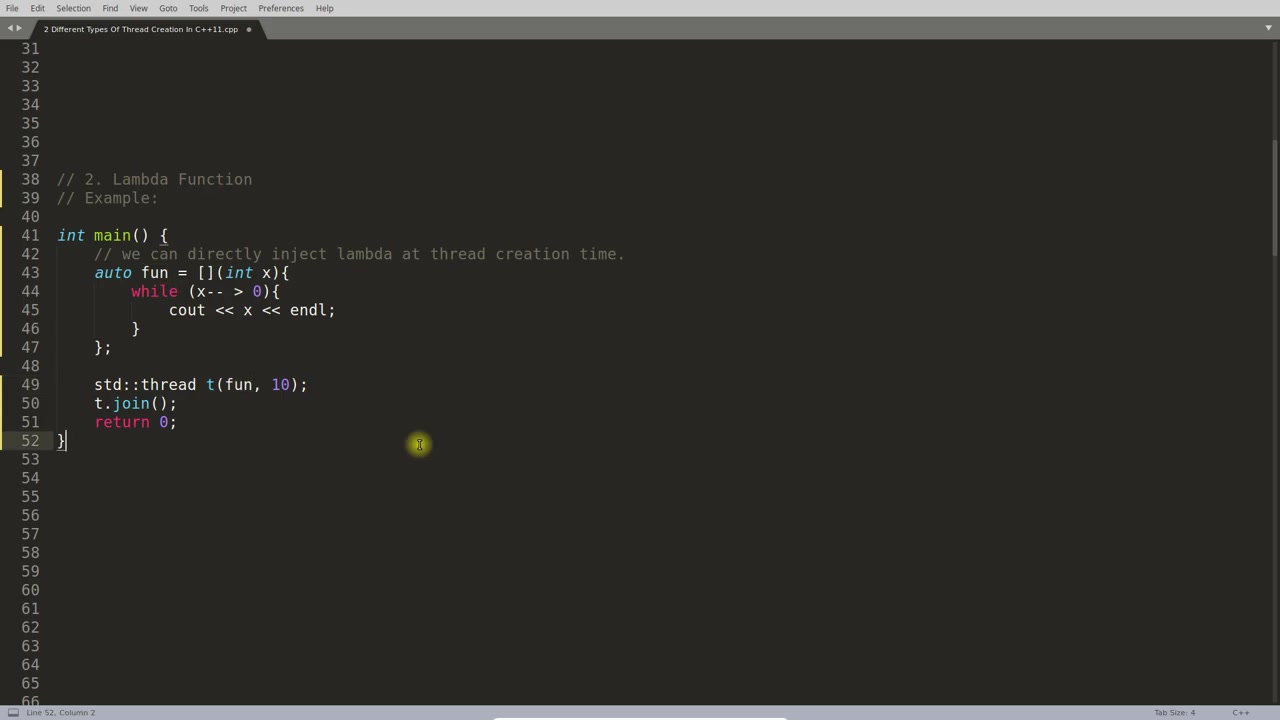 File Edit Selection Find View Goto Tools Project Preferences Help
2 Different Types Of Thread Creation In C++11.cpp
31
32
33
34
35
36
37
38 // 2. Lambda Function
39 // Example:
40
41 int main() {
42     // we can directly inject lambda at thread creation time.
43     auto fun = [](int x){
44         while (x-- > 0){
45             cout << x << endl;
46         }
47     };
48
49     std::thread t(fun, 10);
50     t.join();
51     return 0;
52 }
53
54
55
56
57
58
59
60
61
62
63
64
65
66
Line 52, Column 2 Tab Size: 4 C++